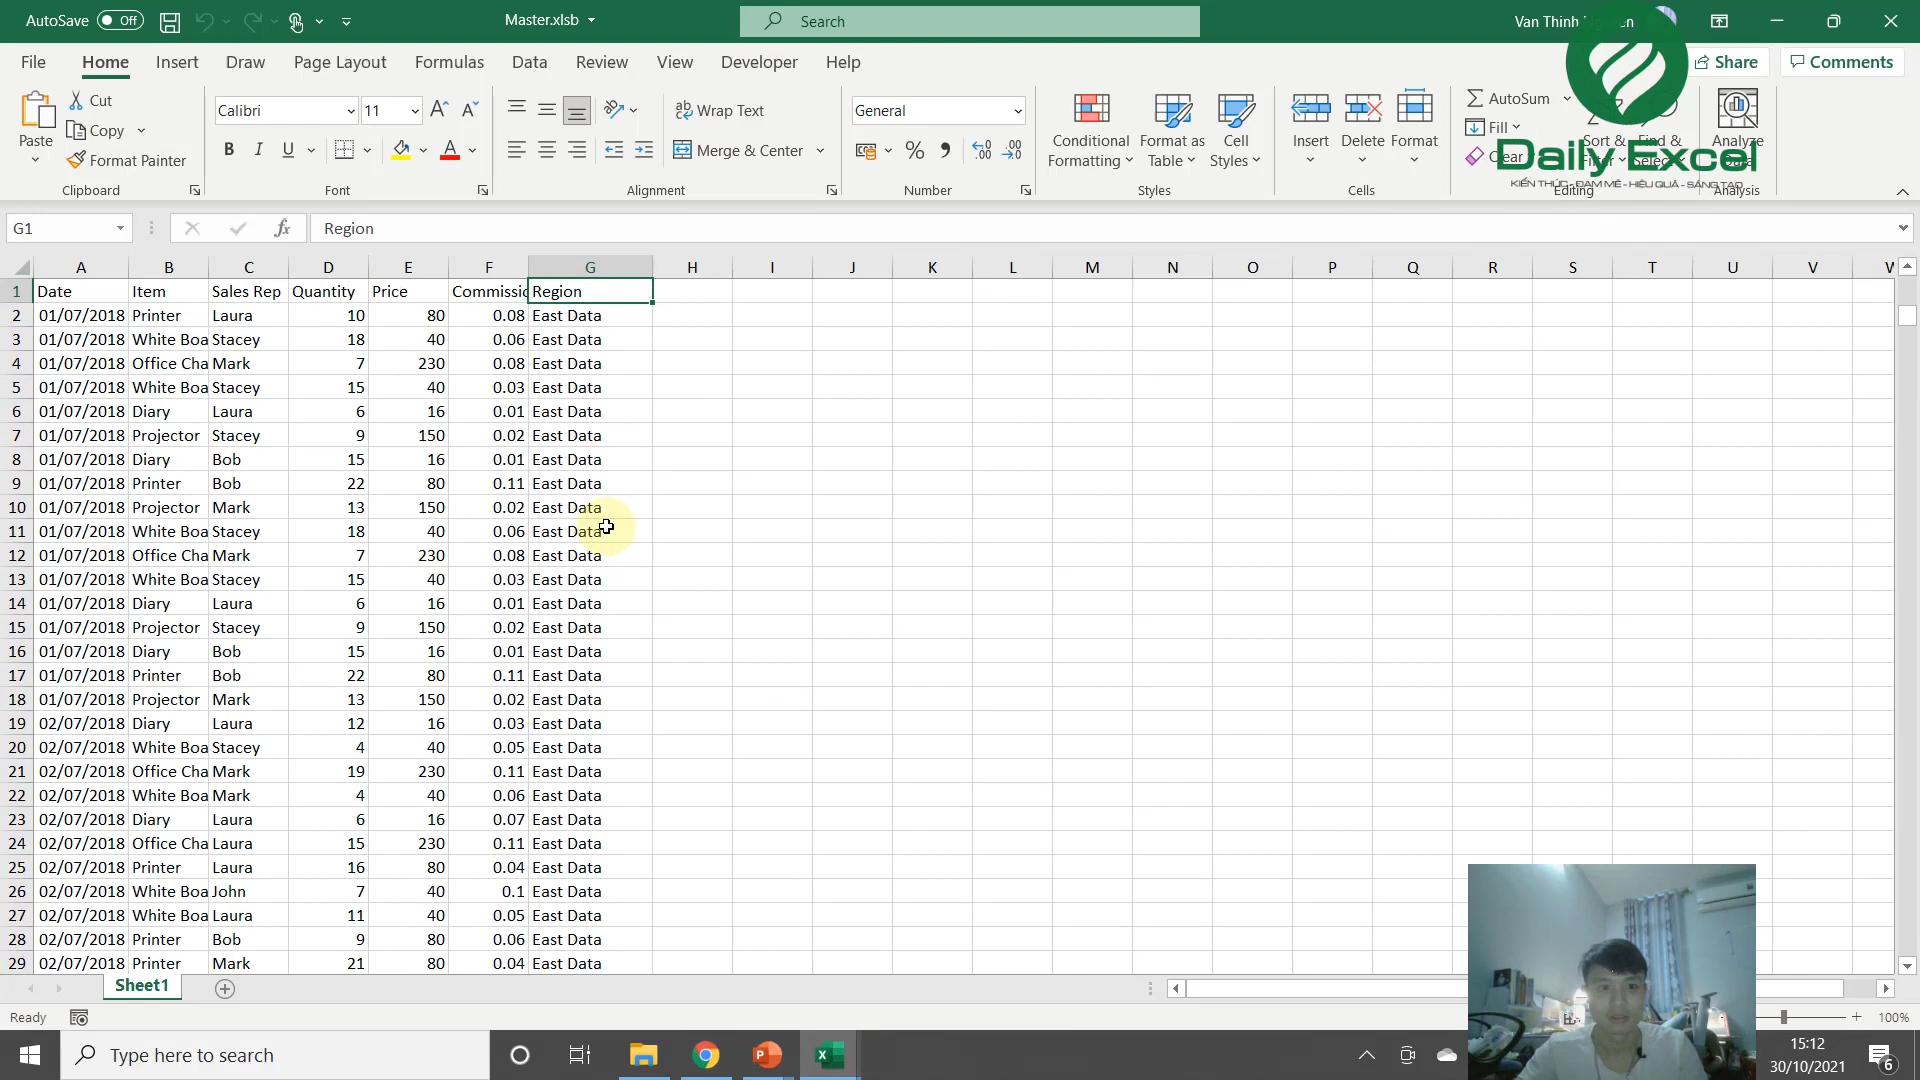 AutoSave Off Master.xlsb Search Van Thinh
File Home Insert Draw Page Layout Formulas Data Review View Developer Help Share Comments
Paste Cut Copy Format Painter Clipboard
Calibri 11 B I U Font
Wrap Text Merge & Center Alignment
General % Number
Conditional Formatting Format as Table Cell Styles Styles
Insert Delete Format Cells
AutoSum Fill Clear Sort & Filter Find & Select Editing
Analyze Data Analysis
Daily Excel
KIẾN THỨC - ĐAM MÊ - HIỆU QUẢ - SÁNG TẠO
G1 fx Region
A B C D E F G H I J K L M N O P Q R S T U V W
1 Date Item Sales Rep Quantity Price Commissio Region
2 01/07/2018 Printer Laura 10 80 0.08 East Data
3 01/07/2018 White Boa Stacey 18 40 0.06 East Data
4 01/07/2018 Office Cha Mark 7 230 0.08 East Data
5 01/07/2018 White Boa Stacey 15 40 0.03 East Data
6 01/07/2018 Diary Laura 6 16 0.01 East Data
7 01/07/2018 Projector Stacey 9 150 0.02 East Data
8 01/07/2018 Diary Bob 15 16 0.01 East Data
9 01/07/2018 Printer Bob 22 80 0.11 East Data
10 01/07/2018 Projector Mark 13 150 0.02 East Data
11 01/07/2018 White Boa Stacey 18 40 0.06 East Data
12 01/07/2018 Office Cha Mark 7 230 0.08 East Data
13 01/07/2018 White Boa Stacey 15 40 0.03 East Data
14 01/07/2018 Diary Laura 6 16 0.01 East Data
15 01/07/2018 Projector Stacey 9 150 0.02 East Data
16 01/07/2018 Diary Bob 15 16 0.01 East Data
17 01/07/2018 Printer Bob 22 80 0.11 East Data
18 01/07/2018 Projector Mark 13 150 0.02 East Data
19 02/07/2018 Diary Laura 12 16 0.03 East Data
20 02/07/2018 White Boa Stacey 4 40 0.05 East Data
21 02/07/2018 Office Cha Mark 19 230 0.11 East Data
22 02/07/2018 White Boa Mark 4 40 0.06 East Data
23 02/07/2018 Diary Laura 6 16 0.07 East Data
24 02/07/2018 Office Cha Laura 15 230 0.11 East Data
25 02/07/2018 Printer Laura 16 80 0.04 East Data
26 02/07/2018 White Boa John 7 40 0.1 East Data
27 02/07/2018 White Boa Laura 11 40 0.05 East Data
28 02/07/2018 Printer Bob 9 80 0.06 East Data
29 02/07/2018 Printer Mark 21 80 0.04 East Data
Sheet1
Ready 100%
Type here to search 15:12
30/10/2021 6